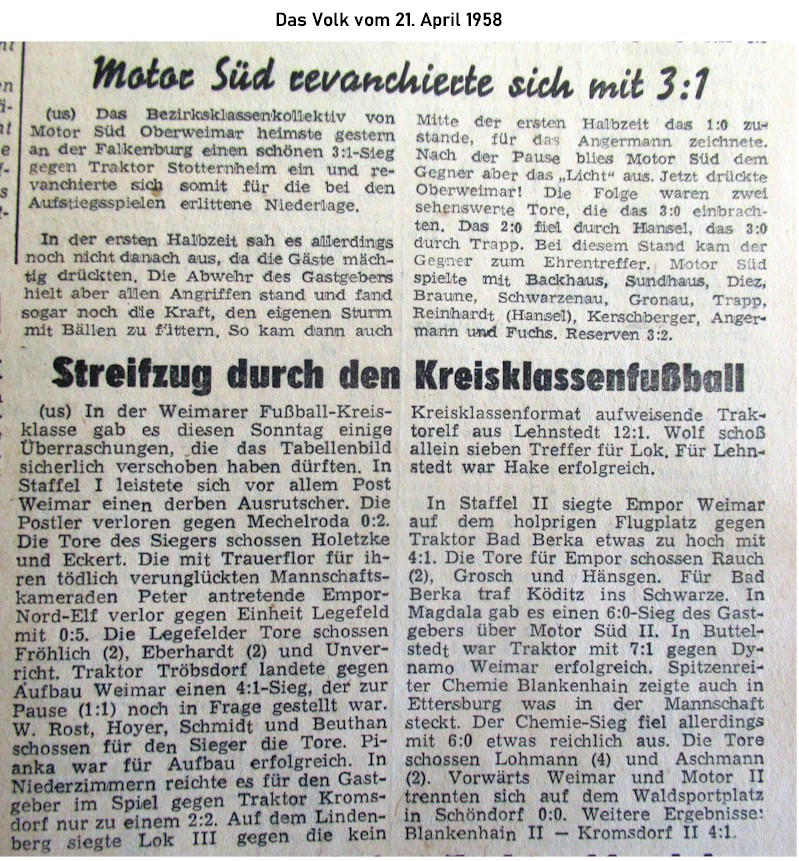 Das Volk vom 21. April 1958
Motor Süd revanchierte sich mit 3:1
(us) Das Bezirksklassenkollektiv von
Motor Süd Oberweimar heimste gestern
an der Falkenburg einen schönen 3:1-Sieg
gegen Traktor Stotternheim ein und re-
vanchierte sich somit für die bei den
Aufstiegsspielen erlittene Niederlage.
In der ersten Halbzeit sah es allerdings
noch nicht danach aus, da die Gäste mäch-
tig drückten. Die Abwehr des Gastgebers
hielt aber allen Angriffen stand und fand
sogar noch die Kraft, den eigenen Sturm
mit Bällen zu füttern. So kam dann auch
Mitte der ersten Halbzeit das 1:0 zu-
stande, für das Angermann zeichnete.
Nach der Pause blies Motor Süd dem
Gegner aber das „Licht“ aus. Jetzt drückte
Oberweimar! Die Folge waren zwei
sehenswerte Tore, die das 3:0 einbrach-
ten. Das 2:0 fiel durch Hansel, das 3:0
durch Trapp. Bei diesem Stand kam der
Gegner zum Ehrentreffer. Motor Süd
spielte mit Backhaus, Sundhaus, Diez,
Braune, Schwarzenau, Gronau, Trapp,
Reinhardt (Hansel), Kerschberger, Anger-
mann und Fuchs. Reserven 3:2.
Streifzug durch den Kreisklassenfußball
(us) In der Weimarer Fußball-Kreis-
klasse gab es diesen Sonntag einige
Überraschungen, die das Tabellenbild
sicherlich verschoben haben dürften. In
Staffel I leistete sich vor allem Post
Weimar einen derben Ausrutscher. Die
Postler verloren gegen Mechelroda 0:2.
Die Tore des Siegers schossen Holetzke
und Eckert. Die mit Trauerflor für ih-
ren tödlich verunglückten Mannschafts-
kameraden Peter antretende Empor-
Nord-Elf verlor gegen Einheit Legefeld
mit 0:5. Die Legefelder Tore schossen
Fröhlich (2), Eberhardt (2) und Unver-
richt. Traktor Tröbsdorf landete gegen
Aufbau Weimar einen 4:1-Sieg, der zur
Pause (1:1) noch in Frage gestellt war.
W. Rost, Hoyer, Schmidt und Beuthan
schossen für den Sieger die Tore. Pi-
anka war für Aufbau erfolgreich. In
Niederzimmern reichte es für den Gast-
geber im Spiel gegen Traktor Kroms-
dorf nur zu einem 2:2. Auf dem Linden-
berg siegte Lok III gegen die kein
Kreisklassenformat aufweisende Trak-
torelf aus Lehnstedt 12:1. Wolf schoß
allein sieben Treffer für Lok. Für Lehn-
stedt war Hake erfolgreich.
In Staffel II siegte Empor Weimar
auf dem holprigen Flugplatz gegen
Traktor Bad Berka etwas zu hoch mit
4:1. Die Tore für Empor schossen Rauch
(2), Grosch und Hänsgen. Für Bad
Berka traf Köditz ins Schwarze. In
Magdala gab es einen 6:0-Sieg des Gast-
gebers über Motor Süd II. In Buttel-
stedt war Traktor mit 7:1 gegen Dy-
namo Weimar erfolgreich. Spitzenrei-
ter Chemie Blankenhain zeigte auch in
Ettersburg was in der Mannschaft
steckt. Der Chemie-Sieg fiel allerdings
mit 6:0 etwas reichlich aus. Die Tore
schossen Lohmann (4) und Aschmann
(2). Vorwärts Weimar und Motor II
trennten sich auf dem Waldsportplatz
in Schöndorf 0:0. Weitere Ergebnisse:
Blankenhain II — Kromsdorf II 4:1.